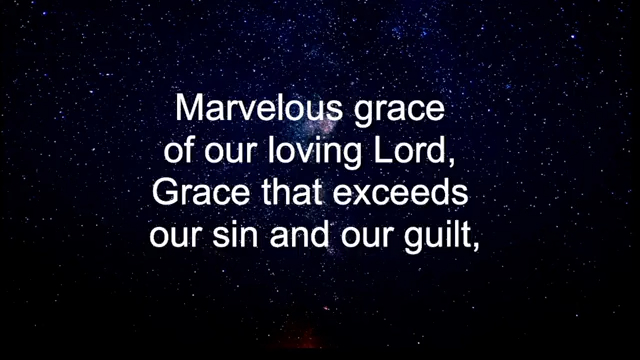 Marvelous grace
of our loving Lord,
Grace that exceeds
our sin and our guilt,